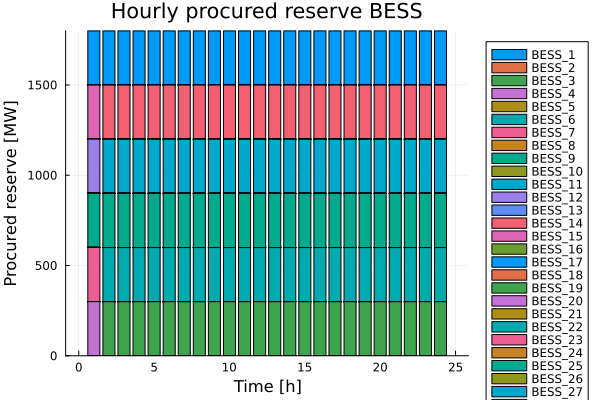 Hourly procured reserve BESS
Procured reserve [MW]
1500
1000
500
0
0 5 10 15 20 25
Time [h]
BESS_1
BESS_2
BESS_3
BESS_4
BESS_5
BESS_6
BESS_7
BESS_8
BESS_9
BESS_10
BESS_11
BESS_12
BESS_13
BESS_14
BESS_15
BESS_16
BESS_17
BESS_18
BESS_19
BESS_20
BESS_21
BESS_22
BESS_23
BESS_24
BESS_25
BESS_26
BESS_27